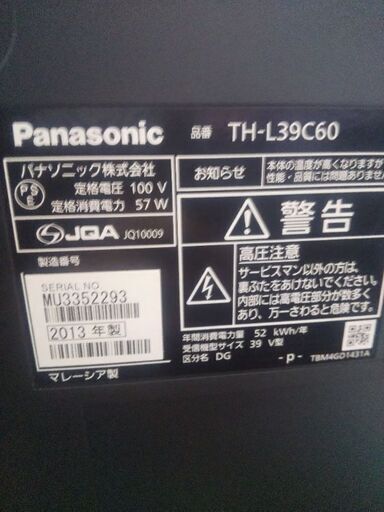 Panasonic 品番 TH-L39C60
パナソニック株式会社
PS E
定格電圧 100 V
定格消費電力 57 W
お知らせ
本体の温度が高くなりますが
性能・品質には問題ありま
JQA JQ10009
警告
高圧注意
サービスマン以外の方は、
裏ぶたをあけないでください。
内部には高電圧部分が数多
くあり、万一さわると危険
製造番号
SERIAL NO.
MU3352293
2013 年製
マレーシア製
年間消費電力量 52 kWh/年
受信機型サイズ 39 V型
区分名 DG
-p-
TBM4G01431A